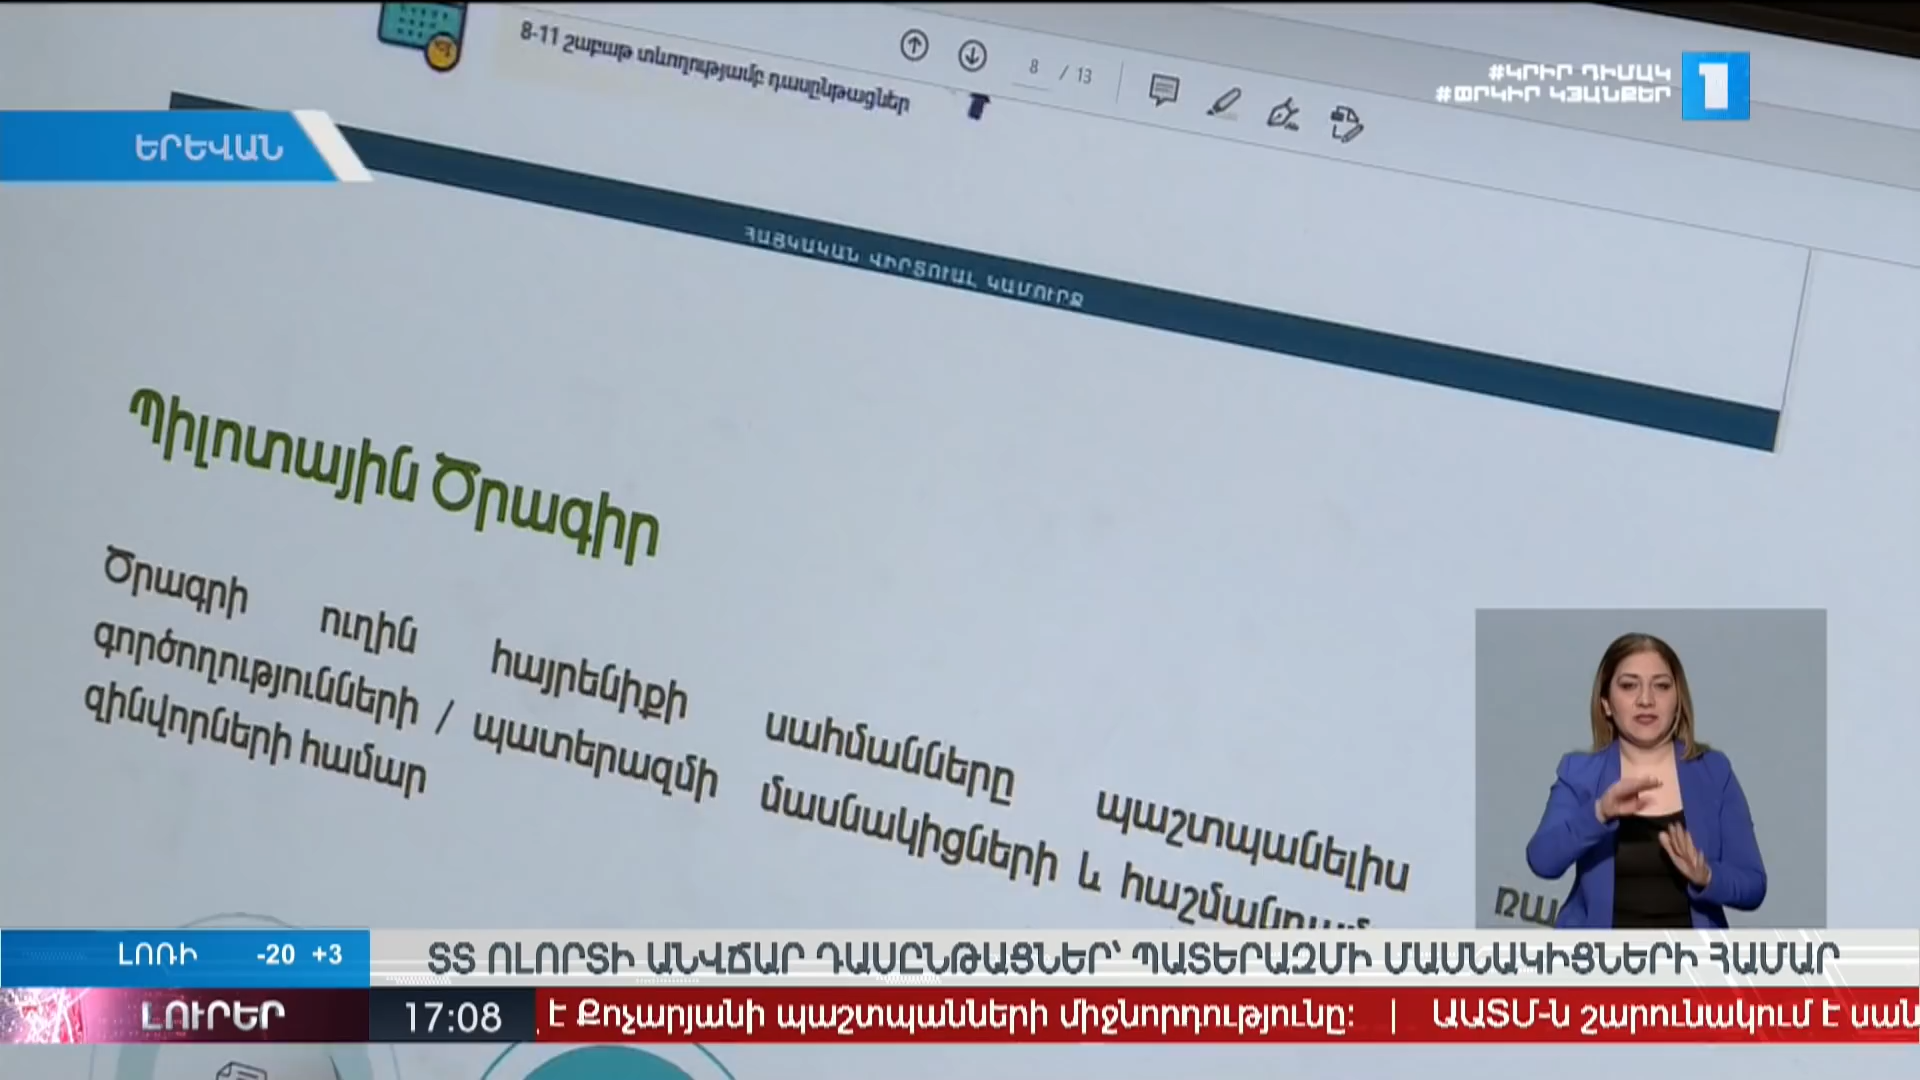 8-11 շաբաթ տևողությամբ դասընթացներ
8 / 13
#ԿՐԻՐ ԴԻՄԱԿ
#ՓՐԿԻՐ ԿՅԱՆՔԵՐ
1
ԵՐԵՎԱՆ
ՀԱՅԿԱԿԱՆ ՎԻՐՏՈՒԱԼ ԿԱՄՈՒՐՋ
Պիլոտային Ծրագիր
Ծրագրի ուղին հայրենիքի սահմանները պաշտպանելիս
գործողությունների / պատերազմի մասնակիցների և
զինվորների համար
ԼՈՌԻ -20 +3
ՏՏ ՈԼՈՐՏԻ ԱՆՎՃԱՐ ԴԱՍԸՆԹԱՑՆԵՐ՝ ՊԱՏԵՐԱԶՄԻ ՄԱՍՆԱԿԻՑՆԵՐԻ ՀԱՄԱՐ
ԼՈՒՐԵՐ 17:08 է Քոչարյանի պաշտպանների միջնորդությունը: | ԱԱՏՄ-ն շարունակում է սան